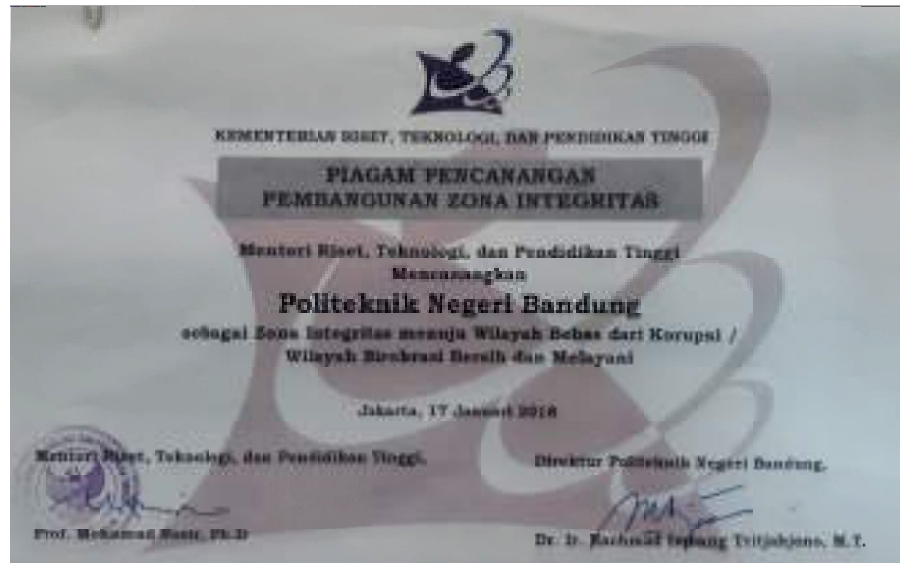 KEMENTERIAN RISET, TEKNOLOGI, DAN PENDIDIKAN TINGGI
PIAGAM PENCANANGAN
PEMBANGUNAN ZONA INTEGRITAS
Menteri Riset, Teknologi, dan Pendidikan Tinggi
Mencanangkan
Politeknik Negeri Bandung
sebagai Zona Integritas menuju Wilayah Bebas dari Korupsi /
Wilayah Birokrasi Bersih dan Melayani
Jakarta, 17 Januari
Menteri Riset, Teknologi, dan Pendidikan Tinggi,
Direktur Politeknik Negeri Bandung,
Prof. Mohamad Nasir, Ph.D
Dr. Ir. Rachmad Tritjahjono, M.T.